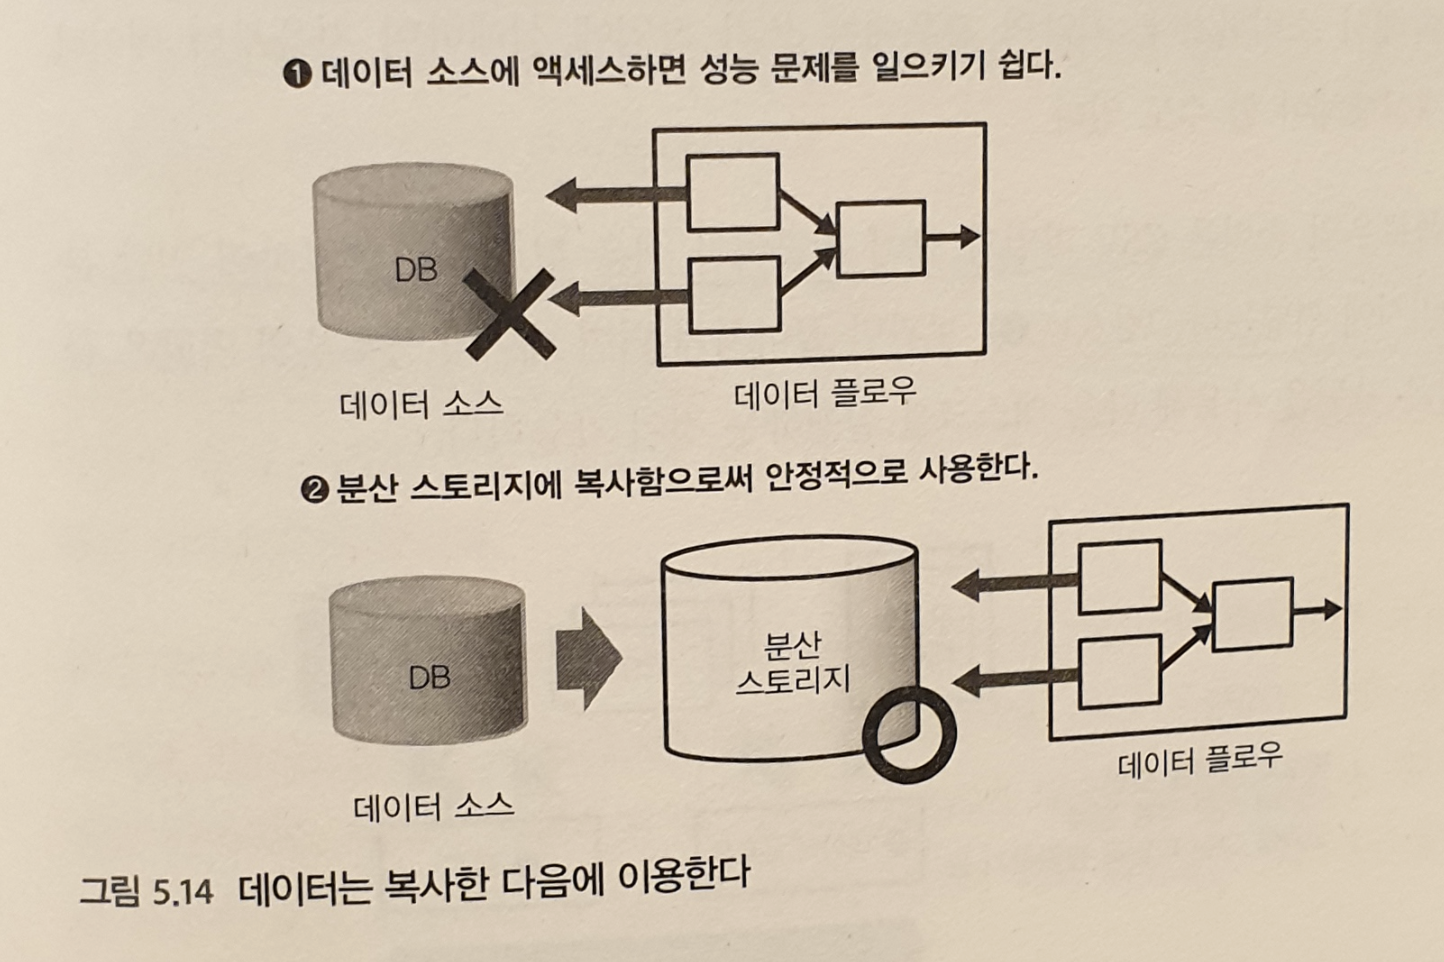 ❶ 데이터 소스에 액세스하면 성능 문제를 일으키기 쉽다.
DB
데이터 소스
데이터 플로우
❷ 분산 스토리지에 복사함으로써 안정적으로 사용한다.
DB
분산
스토리지
데이터 소스
데이터 플로우
그림 5.14 데이터는 복사한 다음에 이용한다